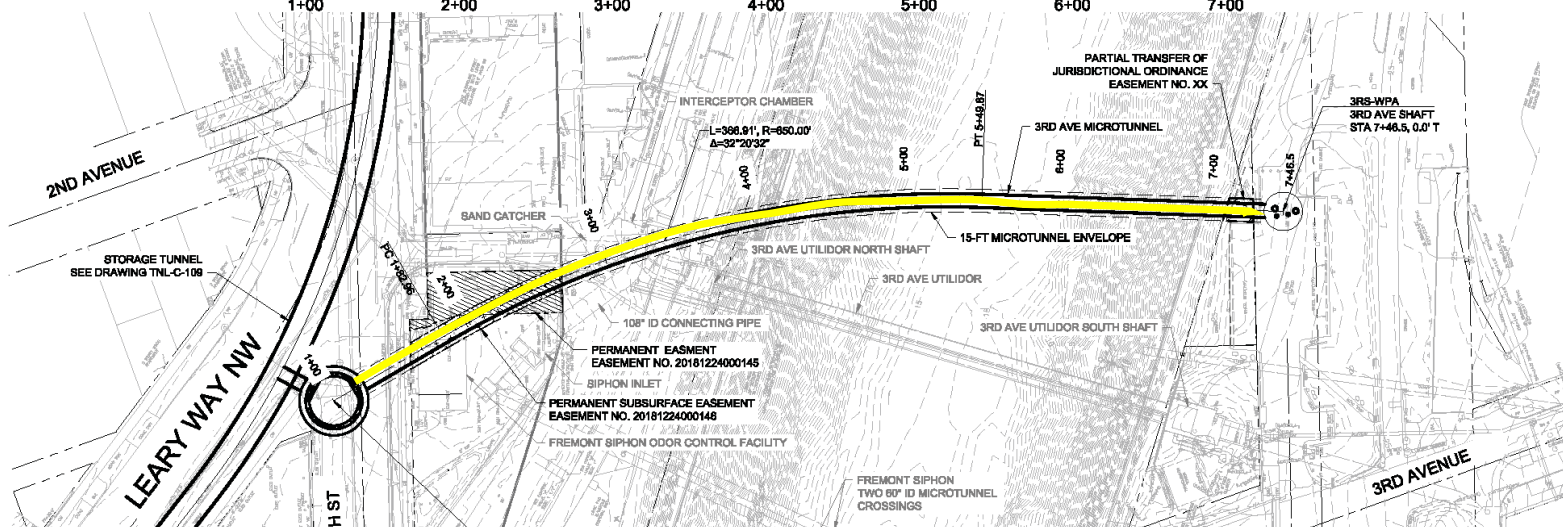 1+00 2+00 3+00 4+00 5+00 6+00 7+00
PARTIAL TRANSFER OF
JURISDICTIONAL ORDINANCE
EASEMENT NO. XX
3RS-WPA
3RD AVE SHAFT
STA 7+46.5, 0.0' T
INTERCEPTOR CHAMBER
L=366.91', R=650.00'
Δ=32°20'32"
PT 5+49.87
3RD AVE MICROTUNNEL
2ND AVENUE
4+00
5+00
6+00
7+00
7+46.5
SAND CATCHER
3+00
15-FT MICROTUNNEL ENVELOPE
3RD AVE UTILIDOR NORTH SHAFT
STORAGE TUNNEL
SEE DRAWING TNL-C-109
PC 1+82.96
2+00
3RD AVE UTILIDOR
108" ID CONNECTING PIPE
3RD AVE UTILIDOR SOUTH SHAFT
PERMANENT EASMENT
EASEMENT NO. 20181224000145
1+00
SIPHON INLET
LEARY WAY NW
PERMANENT SUBSURFACE EASEMENT
EASEMENT NO. 20181224000146
FREMONT SIPHON ODOR CONTROL FACILITY
FREMONT SIPHON
TWO 60" ID MICROTUNNEL
CROSSINGS
3RD AVENUE
H ST